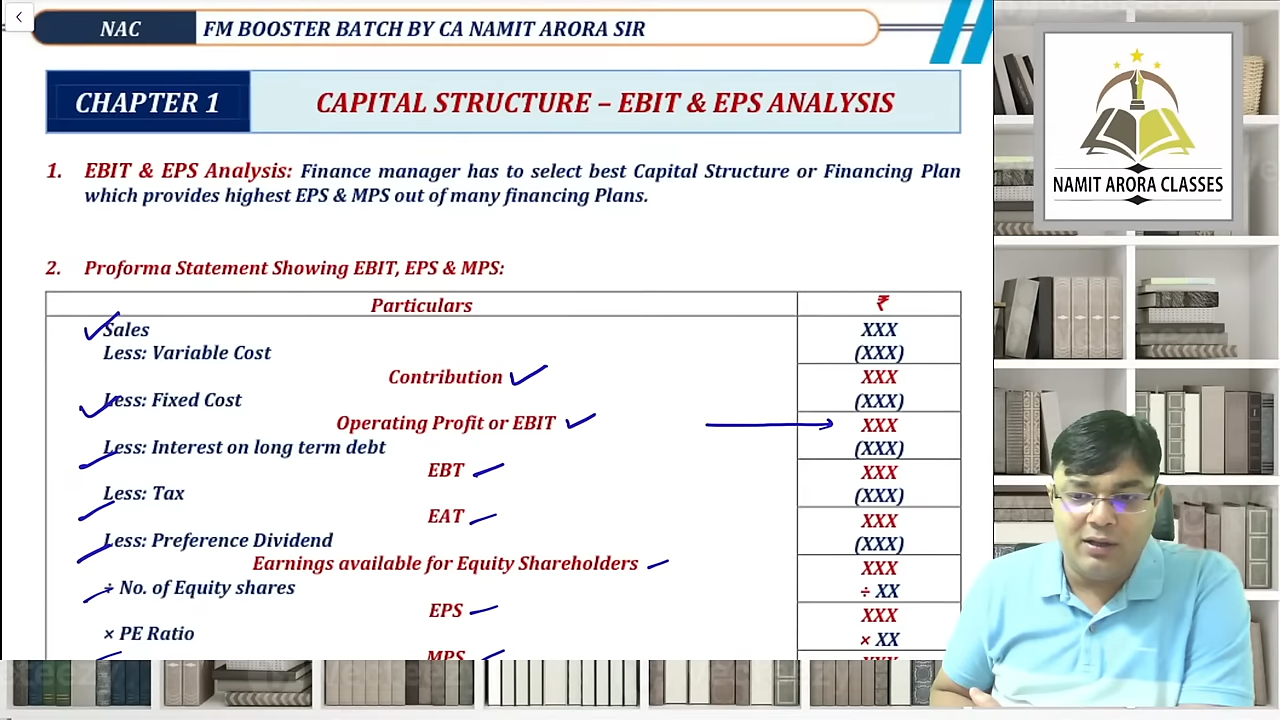 NAC
FM BOOSTER BATCH BY CA NAMIT ARORA SIR
CHAPTER 1
CAPITAL STRUCTURE – EBIT & EPS ANALYSIS
1. EBIT & EPS Analysis: Finance manager has to select best Capital Structure or Financing Plan
which provides highest EPS & MPS out of many financing Plans.
2. Proforma Statement Showing EBIT, EPS & MPS:
Particulars ₹
Sales XXX
Less: Variable Cost (XXX)
Contribution XXX
Less: Fixed Cost (XXX)
Operating Profit or EBIT XXX
Less: Interest on long term debt (XXX)
EBT XXX
Less: Tax (XXX)
EAT XXX
Less: Preference Dividend (XXX)
Earnings available for Equity Shareholders XXX
÷ No. of Equity shares ÷ XX
EPS XXX
× PE Ratio × XX
MPS XXX
NAMIT ARORA CLASSES